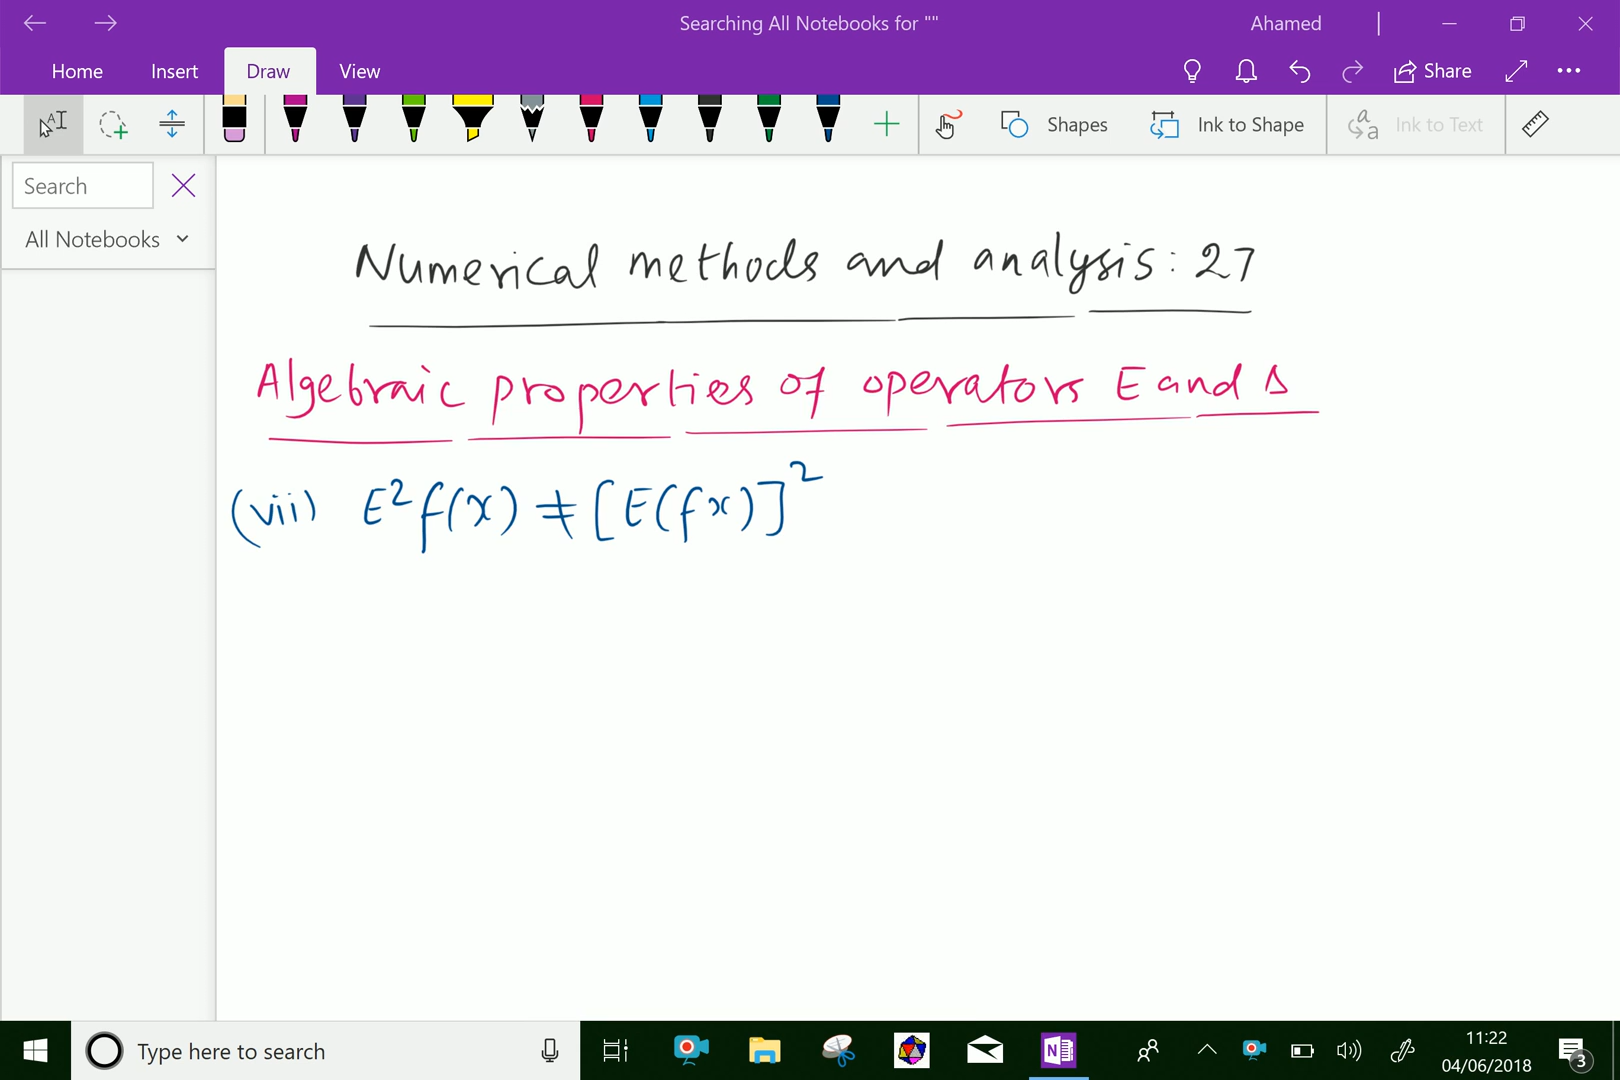 Searching All Notebooks for ""
Ahamed
Home Insert Draw View
Share
Shapes Ink to Shape Ink to Text
Search
All Notebooks
Numerical methods and analysis: 27
Algebraic properties of operators E and Δ
(vii) E²f(x) ≠ [E(fx)]²
Type here to search
11:22
04/06/2018
3